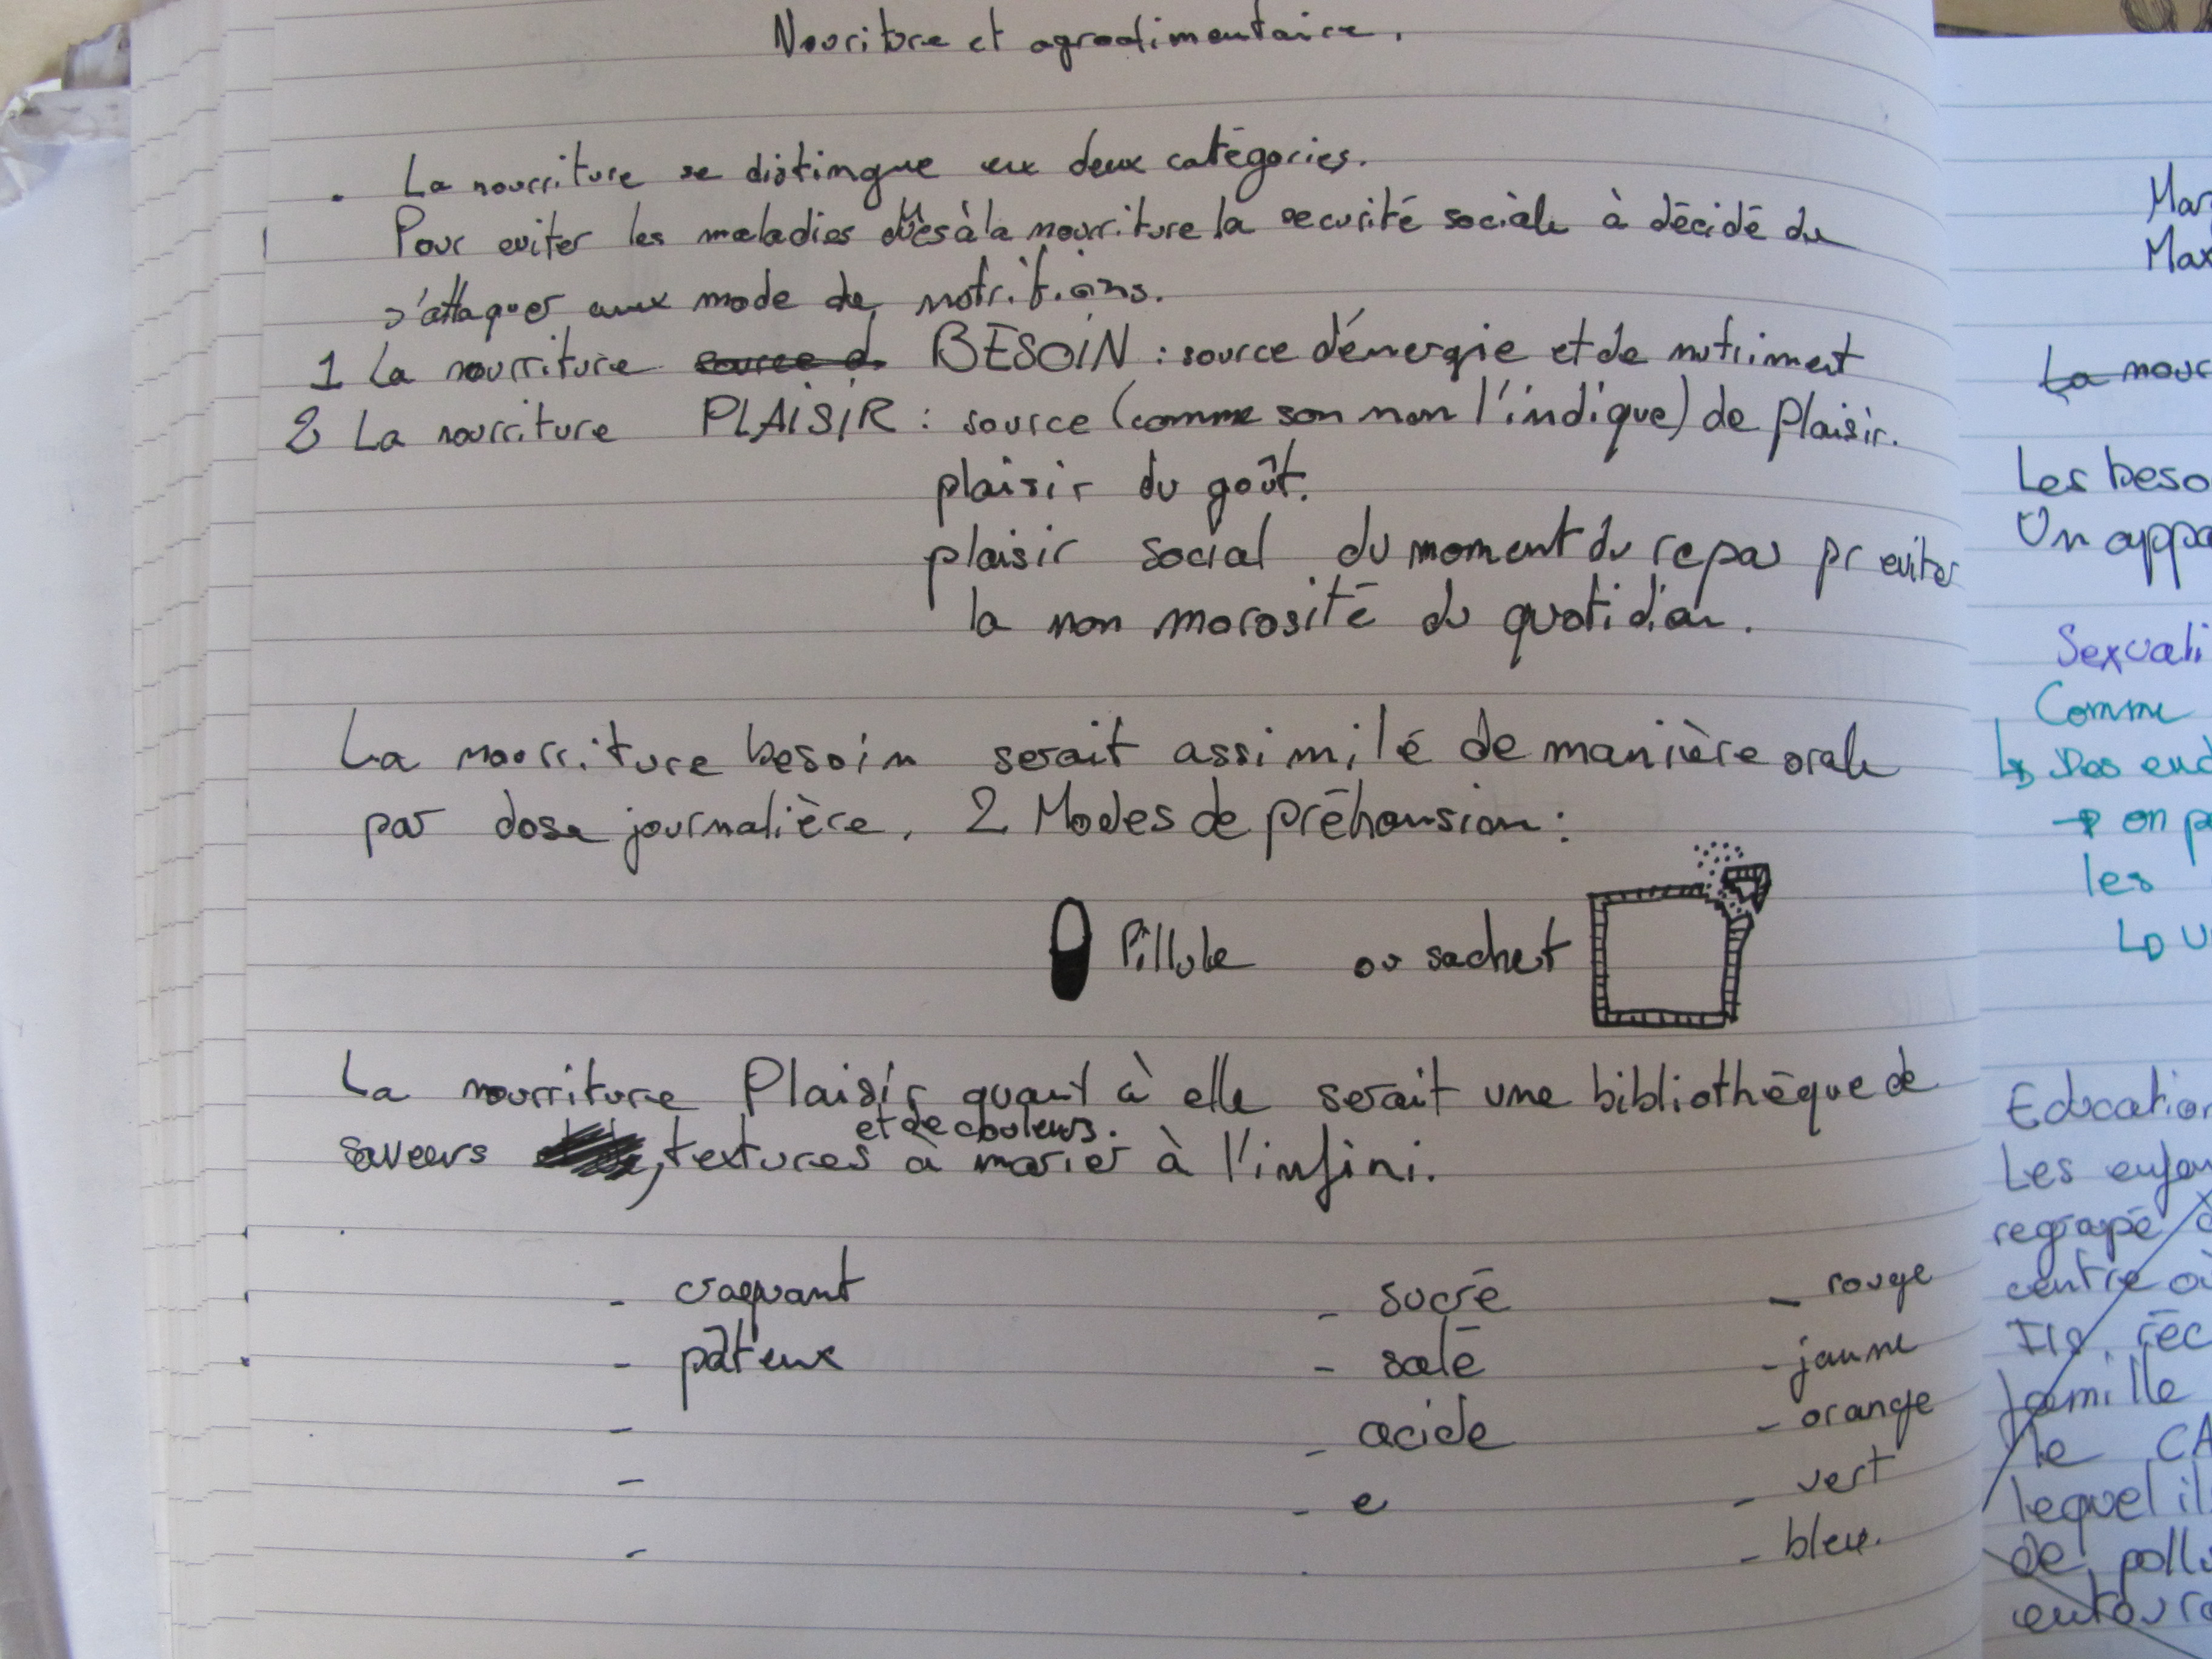 Nouriture et agroalimentaire.
. La nourriture se distingue en deux catégories.
Pour eviter les maladies dûes à la nourriture la securité sociale à décidé de
s'attaquer aux mode de nutritions.
1 La nourriture source d. BESOIN : source d'énergie et de nutriment
2 La nourriture PLAISIR : source (comme son non l'indique) de Plaisir.
plaisir du goût.
plaisir social du moment du repas pr eviter
la non morosité du quotidien.
La nourriture besoin serait assimilé de manière orale
par dose journalière. 2 Modes de préhension :
Pillule ou sachet
La nourriture Plaisir quant à elle serait une bibliothèque de
et de couleurs.
saveurs , textures à marier à l'infini.
- craquant - sucré - rouge
- pâteux - salé - jaune
- - acide - orange
- - e - vert
- - bleu.
Mar
Max
La nour
Les beso
Un appa
Sexuali
Comme
↳ Des end
→ on p
les
↳ U
Education
Les enfan
regroupé
centre où
Ils réc
famille
le CA
lequel il
de pollu
entour